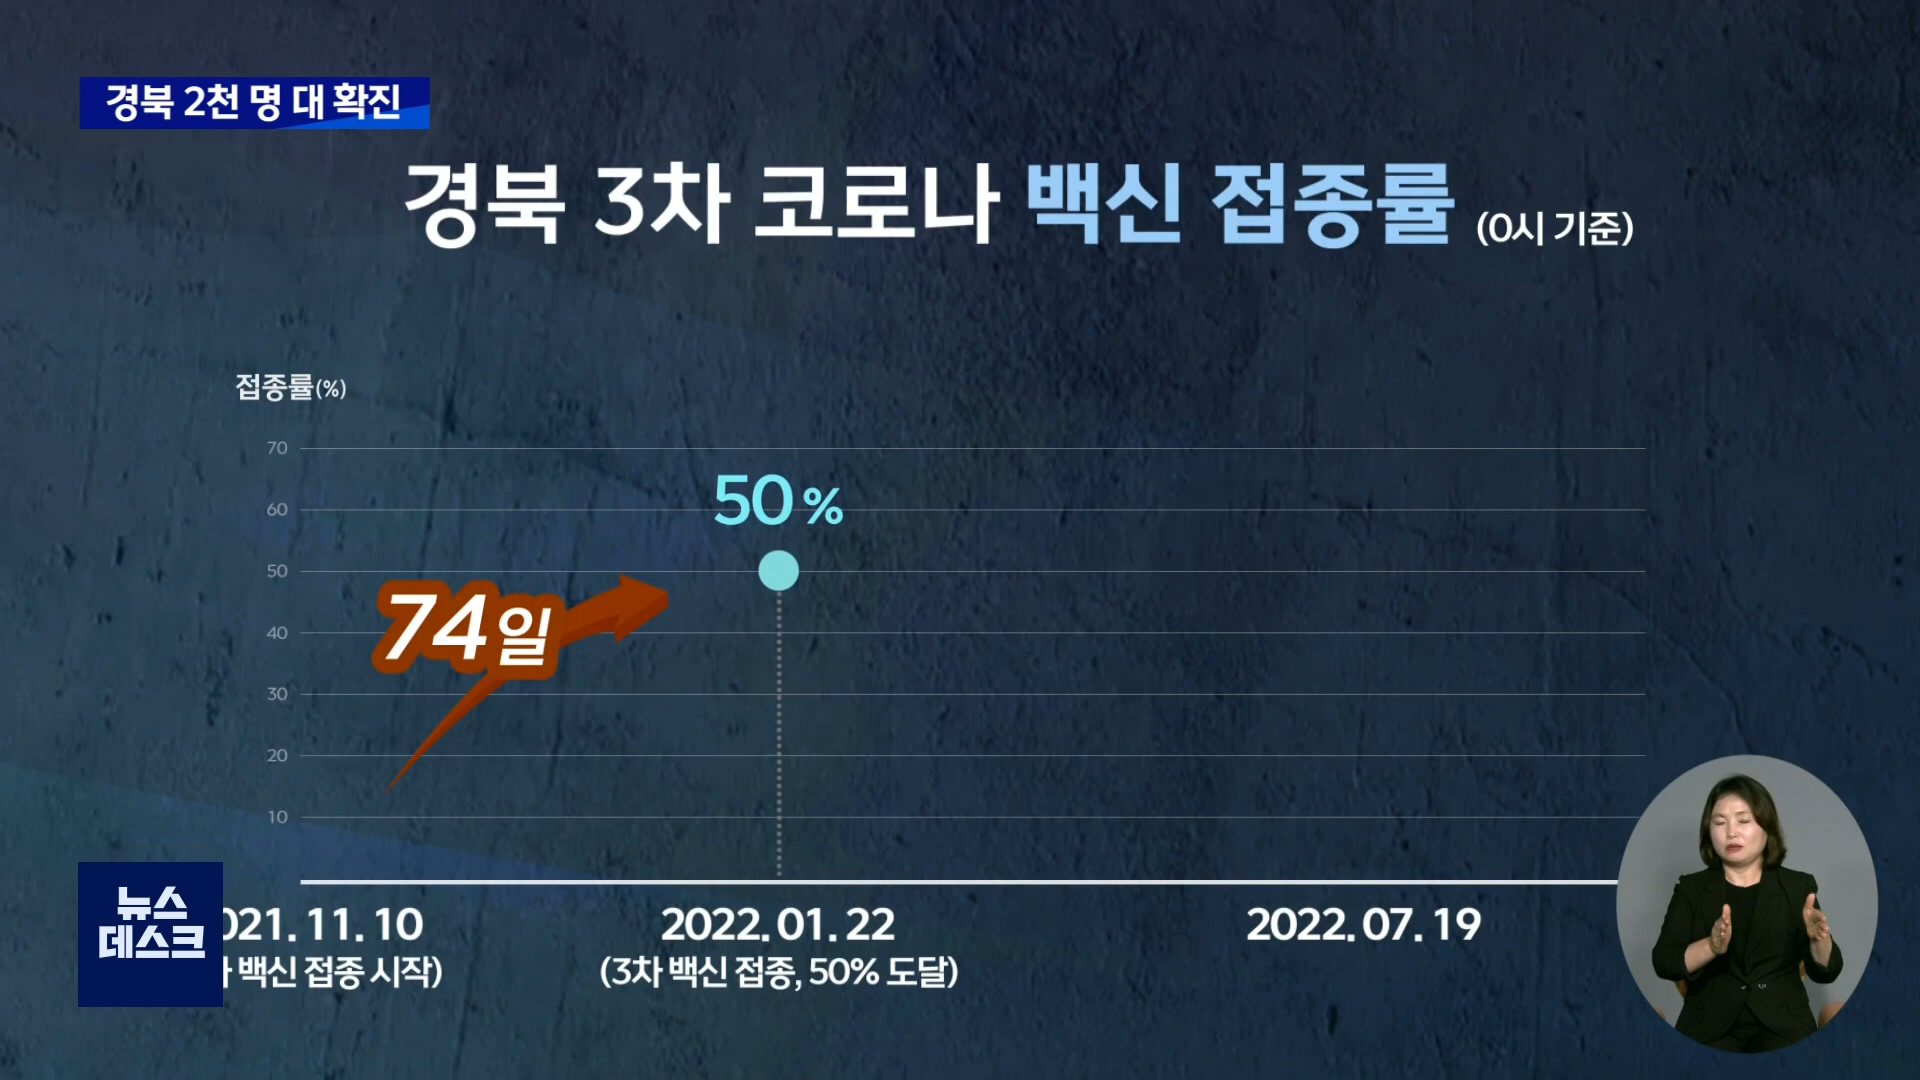 경북 2천 명 대 확진
경북 3차 코로나 백신 접종률 (0시 기준)
접종률(%)
70
60
50
40
30
20
10
50%
74일
021.11.10
백신 접종 시작)
2022.01.22
(3차 백신 접종, 50% 도달)
2022.07.19
뉴스
데스크